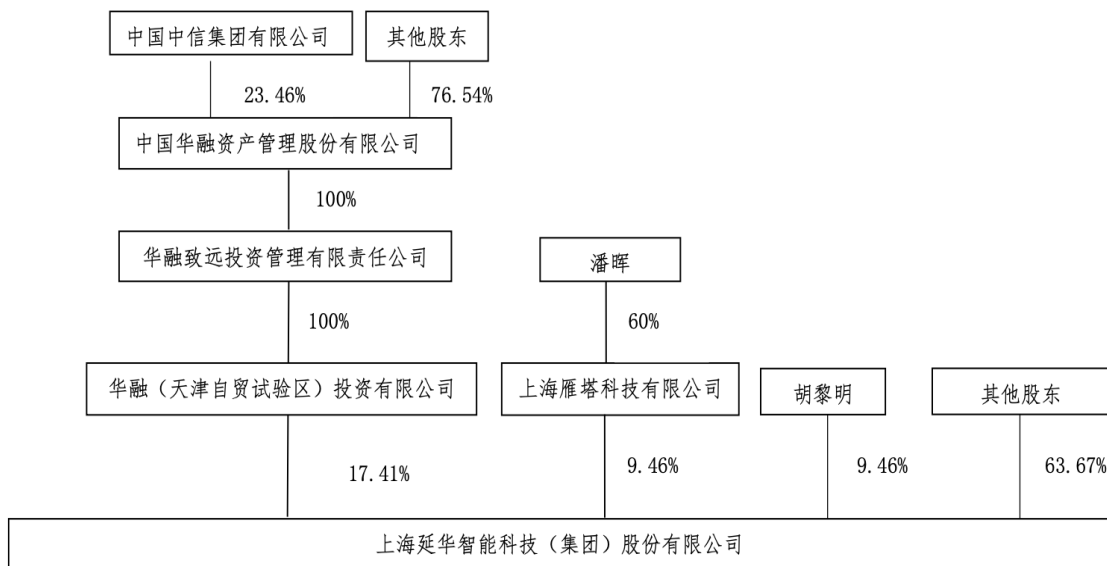 中国中信集团有限公司 其他股东
23.46% 76.54%
中国华融资产管理股份有限公司
100%
华融致远投资管理有限责任公司 潘晖
100% 60%
华融（天津自贸试验区）投资有限公司 上海雁塔科技有限公司 胡黎明 其他股东
17.41% 9.46% 9.46% 63.67%
上海延华智能科技（集团）股份有限公司